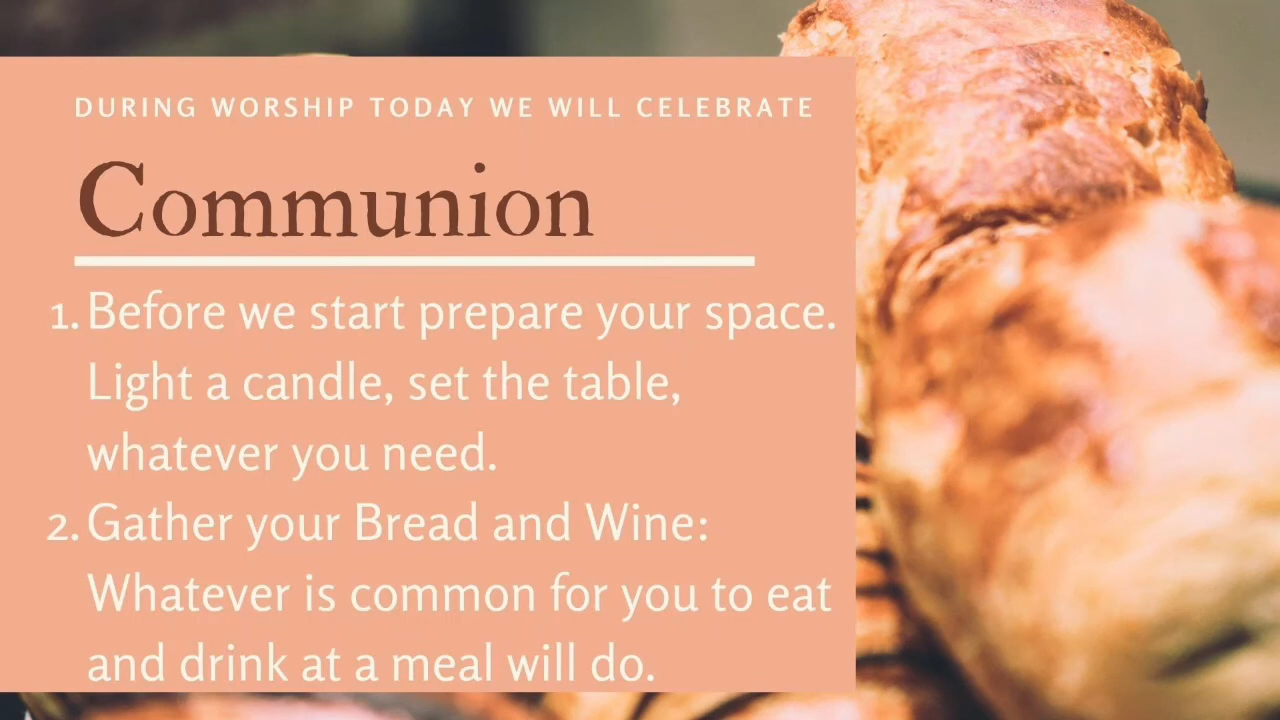 DURING WORSHIP TODAY WE WILL CELEBRATE
Communion
1. Before we start prepare your space.
Light a candle, set the table,
whatever you need.
2. Gather your Bread and Wine:
Whatever is common for you to eat
and drink at a meal will do.